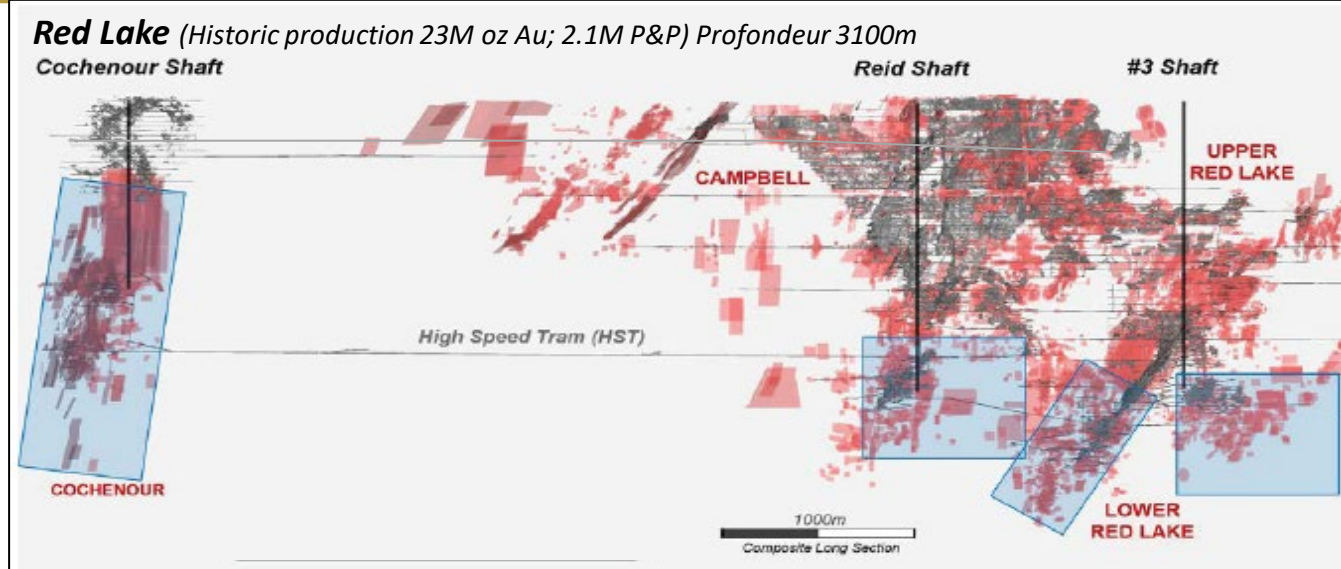 Red Lake (Historic production 23M oz Au; 2.1M P&P) Profondeur 3100m
Cochenour Shaft
Reid Shaft
#3 Shaft
CAMPBELL
UPPER
RED LAKE
High Speed Tram (HST)
COCHENOUR
1000m
Composite Long Section
LOWER
RED LAKE